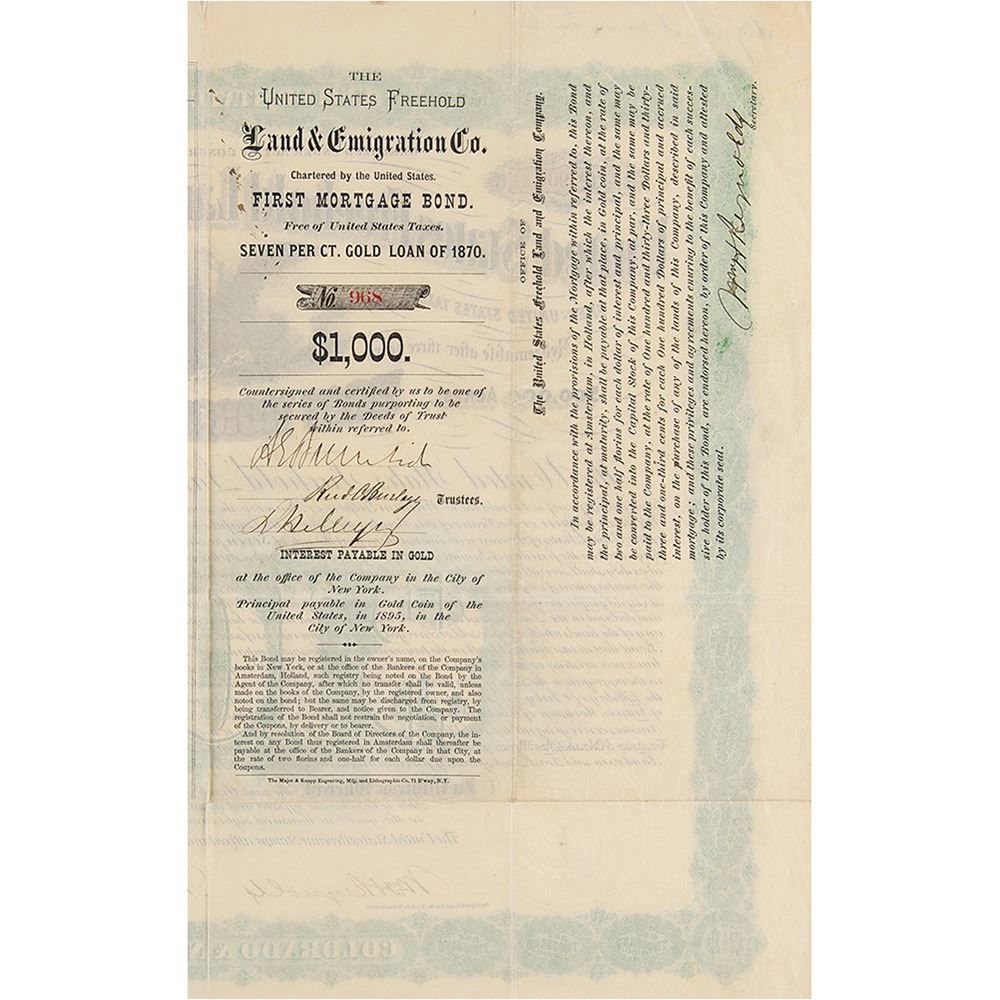 THE
UNITED STATES FREEHOLD
Land & Emigration Co.
Chartered by the United States.
FIRST MORTGAGE BOND.
Free of United States Taxes.
SEVEN PER CT. GOLD LOAN OF 1870.
No. 968
$1,000.
Countersigned and certified by us to be one of
the series of Bonds purporting to be
secured by the Deeds of Trust
within referred to.
Trustees.
INTEREST PAYABLE IN GOLD
at the office of the Company in the City of
New York.
Principal payable in Gold Coin of the
United States, in 1895, in the
City of New York.
This Bond may be registered in the owner's name, on the Company's
books in New York, or at the office of the Bankers of the Company in
Amsterdam, Holland, such registry being noted on the Bond by the
Agent of the Company, after which no transfer shall be valid, unless
made on the books of the Company, by the registered owner, and also
noted on the bond; but the same may be discharged from registry, by
being transferred to Bearer, and notice given to the Company. The
registration of the Bond shall not restrain the negotiation, or payment
of the Coupons, by delivery or to bearer.
And by resolution of the Board of Directors of the Company, the in-
terest on any Bond thus registered in Amsterdam shall thereafter be
payable at the office of the Bankers of the Company in that City, at
the rate of two florins and one-half for each dollar due upon the
Coupons.
The Major & Knapp Engraving, Mfg. and Lithographic Co. 71 B'way, N.Y.
OFFICE OF
The United States Freehold Land and Emigration Company.
In accordance with the provisions of the Mortgage within referred to, this Bond
may be registered at Amsterdam, in Holland, after which the interest thereon, and
the principal, at maturity, shall be payable at that place, in Gold coin, at the rate of
two and one half florins for each dollar of interest and principal, and the same may
be converted into the Capital Stock of this Company, at par, and the same may be
paid to the Company, at the rate of One hundred and thirty-three Dollars and thirty-
three and one-third cents for each One hundred Dollars of principal and accrued
interest, on the purchase of any of the lands of this Company, described in said
mortgage; and these privileges and agreements enuring to the benefit of each succes-
sive holder of this Bond, are endorsed hereon, by order of this Company and attested
by its corporate seal.
Reynolds
Secretary.